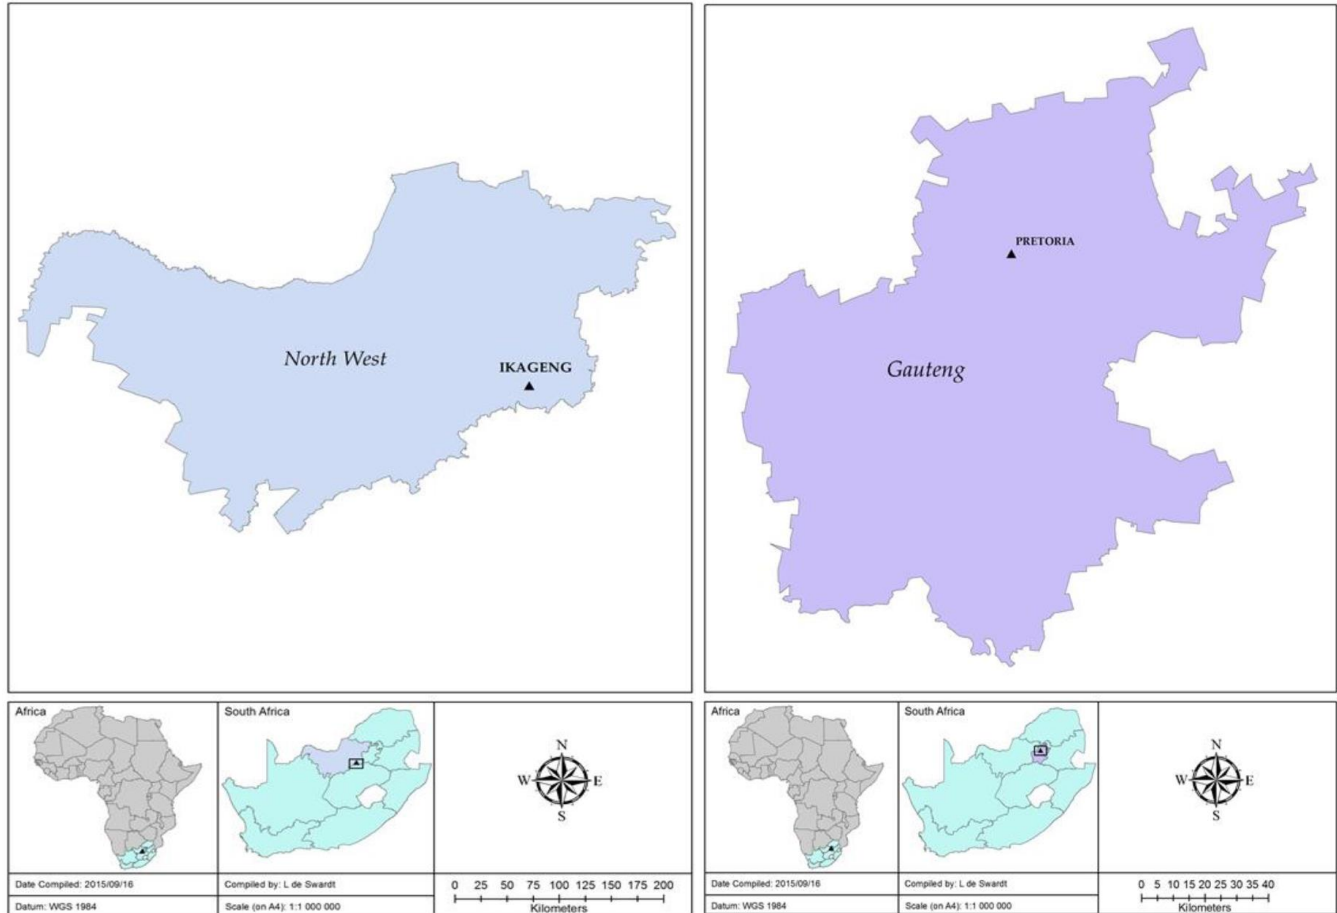 North West
IKAGENG
PRETORIA
Gauteng
Africa
South Africa
N
W E
S
Date Compiled: 2015/09/16
Compiled by: L de Swardt
Datum: WGS 1984
Scale (on A4): 1:1 000 000
0 25 50 75 100 125 150 175 200
Kilometers
Africa
South Africa
N
W E
S
Date Compiled: 2015/09/16
Compiled by: L de Swardt
Datum: WGS 1984
Scale (on A4): 1:1 000 000
0 5 10 15 20 25 30 35 40
Kilometers